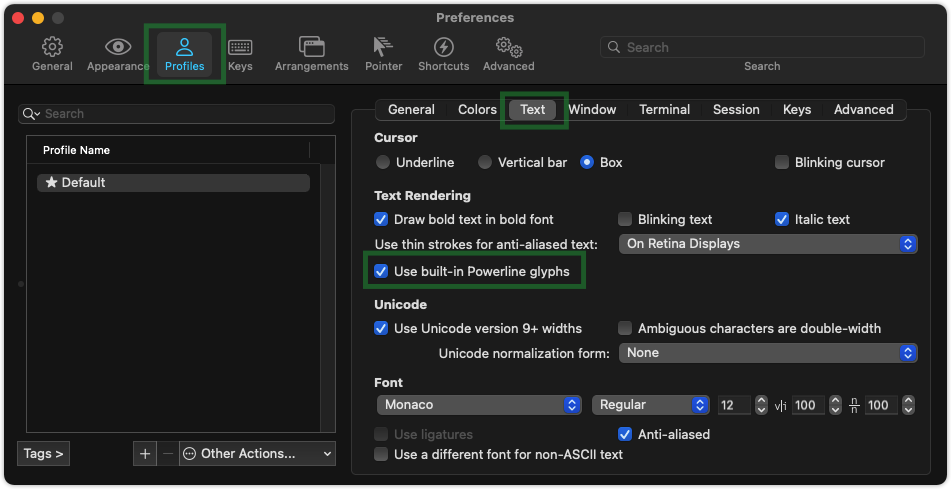 Preferences
General Appearance Profiles Keys Arrangements Pointer Shortcuts Advanced Search
Search
Search
General Colors Text Window Terminal Session Keys Advanced
Profile Name
Default
Cursor
Underline Vertical bar Box Blinking cursor
Text Rendering
Draw bold text in bold font Blinking text Italic text
Use thin strokes for anti-aliased text: On Retina Displays
Use built-in Powerline glyphs
Unicode
Use Unicode version 9+ widths Ambiguous characters are double-width
Unicode normalization form: None
Font
Monaco Regular 12 v|i 100 n/n 100
Use ligatures Anti-aliased
Use a different font for non-ASCII text
Tags > + − Other Actions...